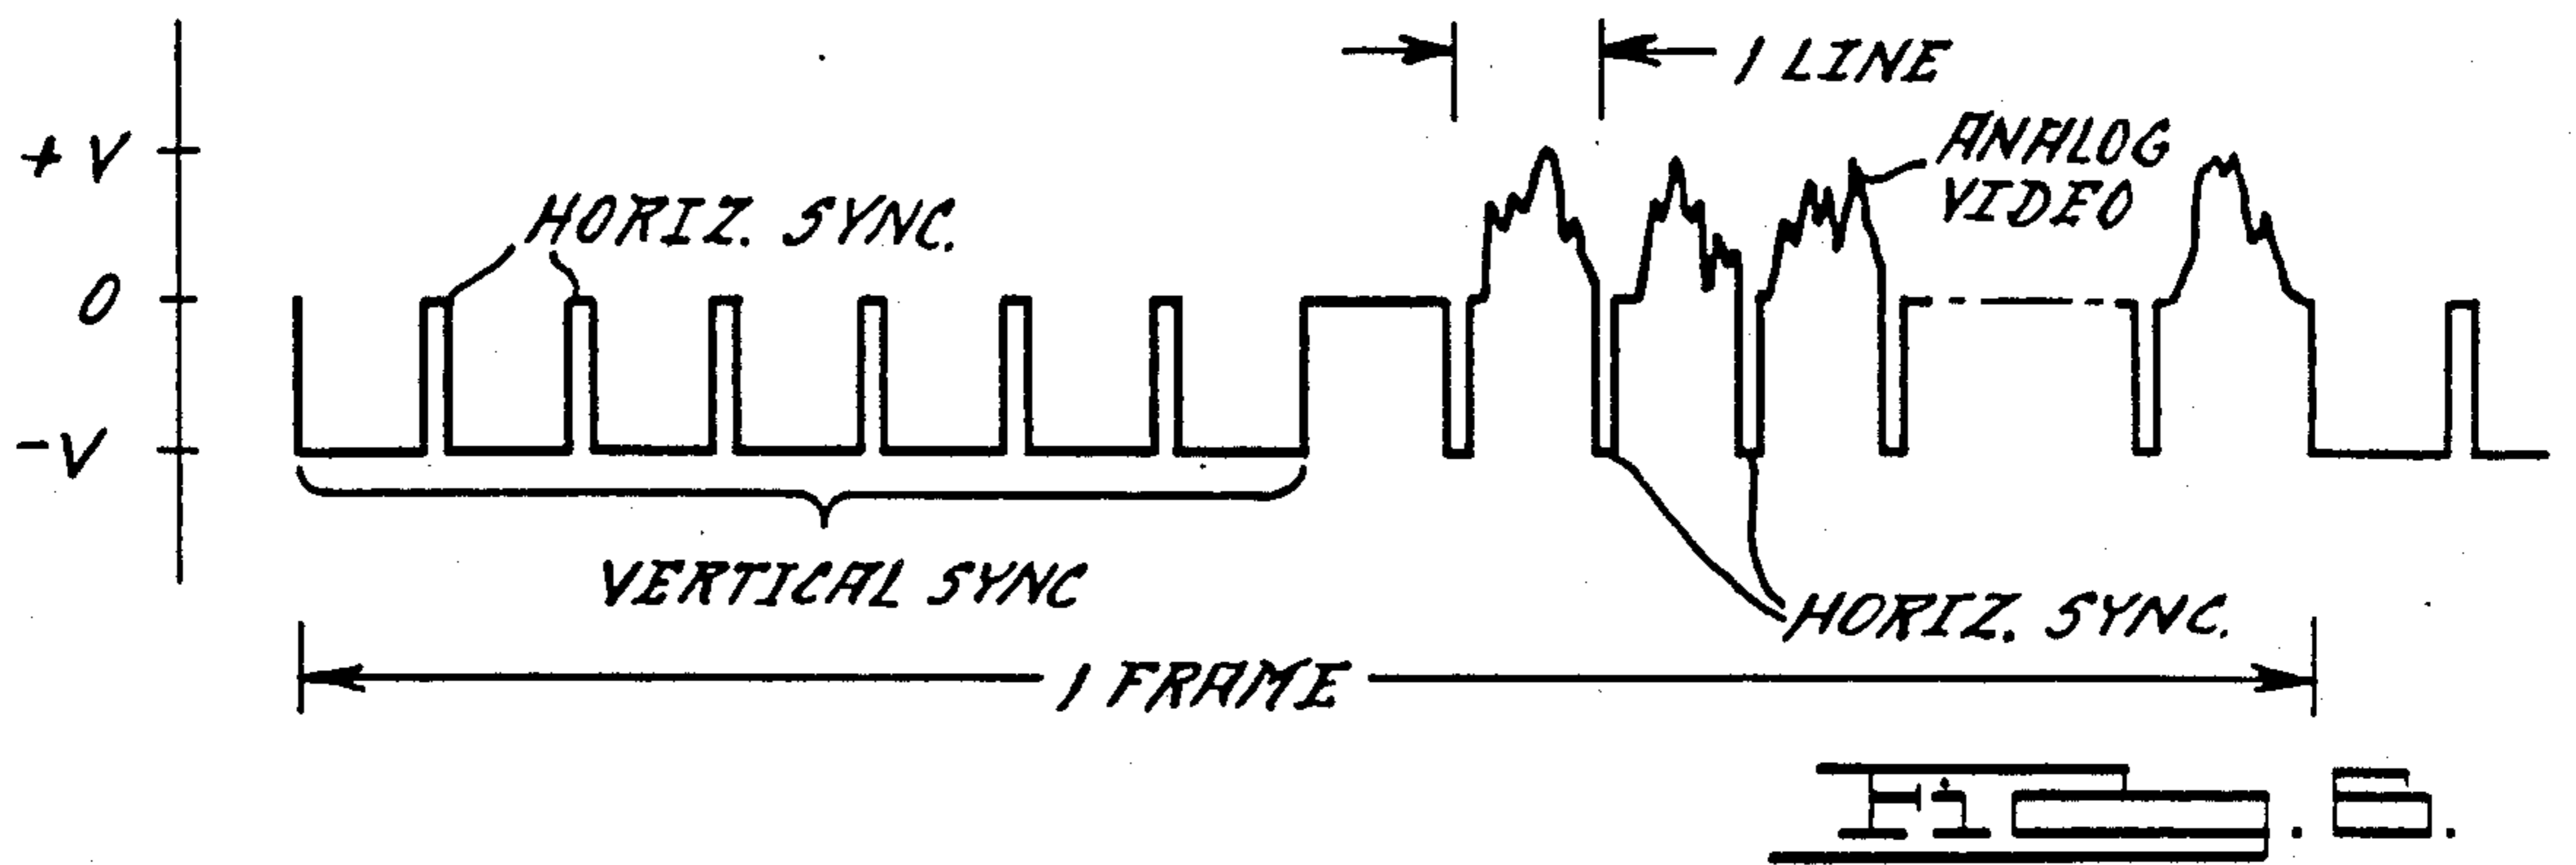 1 LINE
+V
ANALOG
VIDEO
HORIZ. SYNC.
0
-V
VERTICAL SYNC
HORIZ. SYNC.
1 FRAME